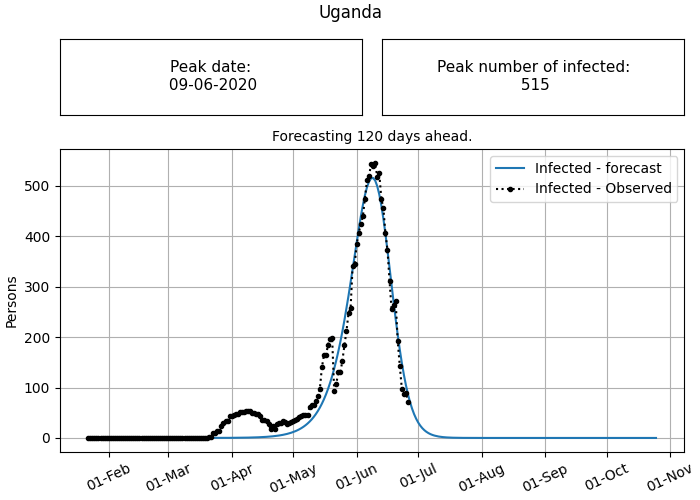 Uganda
Peak date:
09-06-2020
Peak number of infected:
515
Forecasting 120 days ahead.
Infected - forecast
Infected - Observed
Persons
500
400
300
200
100
0
01-Feb
01-Mar
01-Apr
01-May
01-Jun
01-Jul
01-Aug
01-Sep
01-Oct
01-Nov